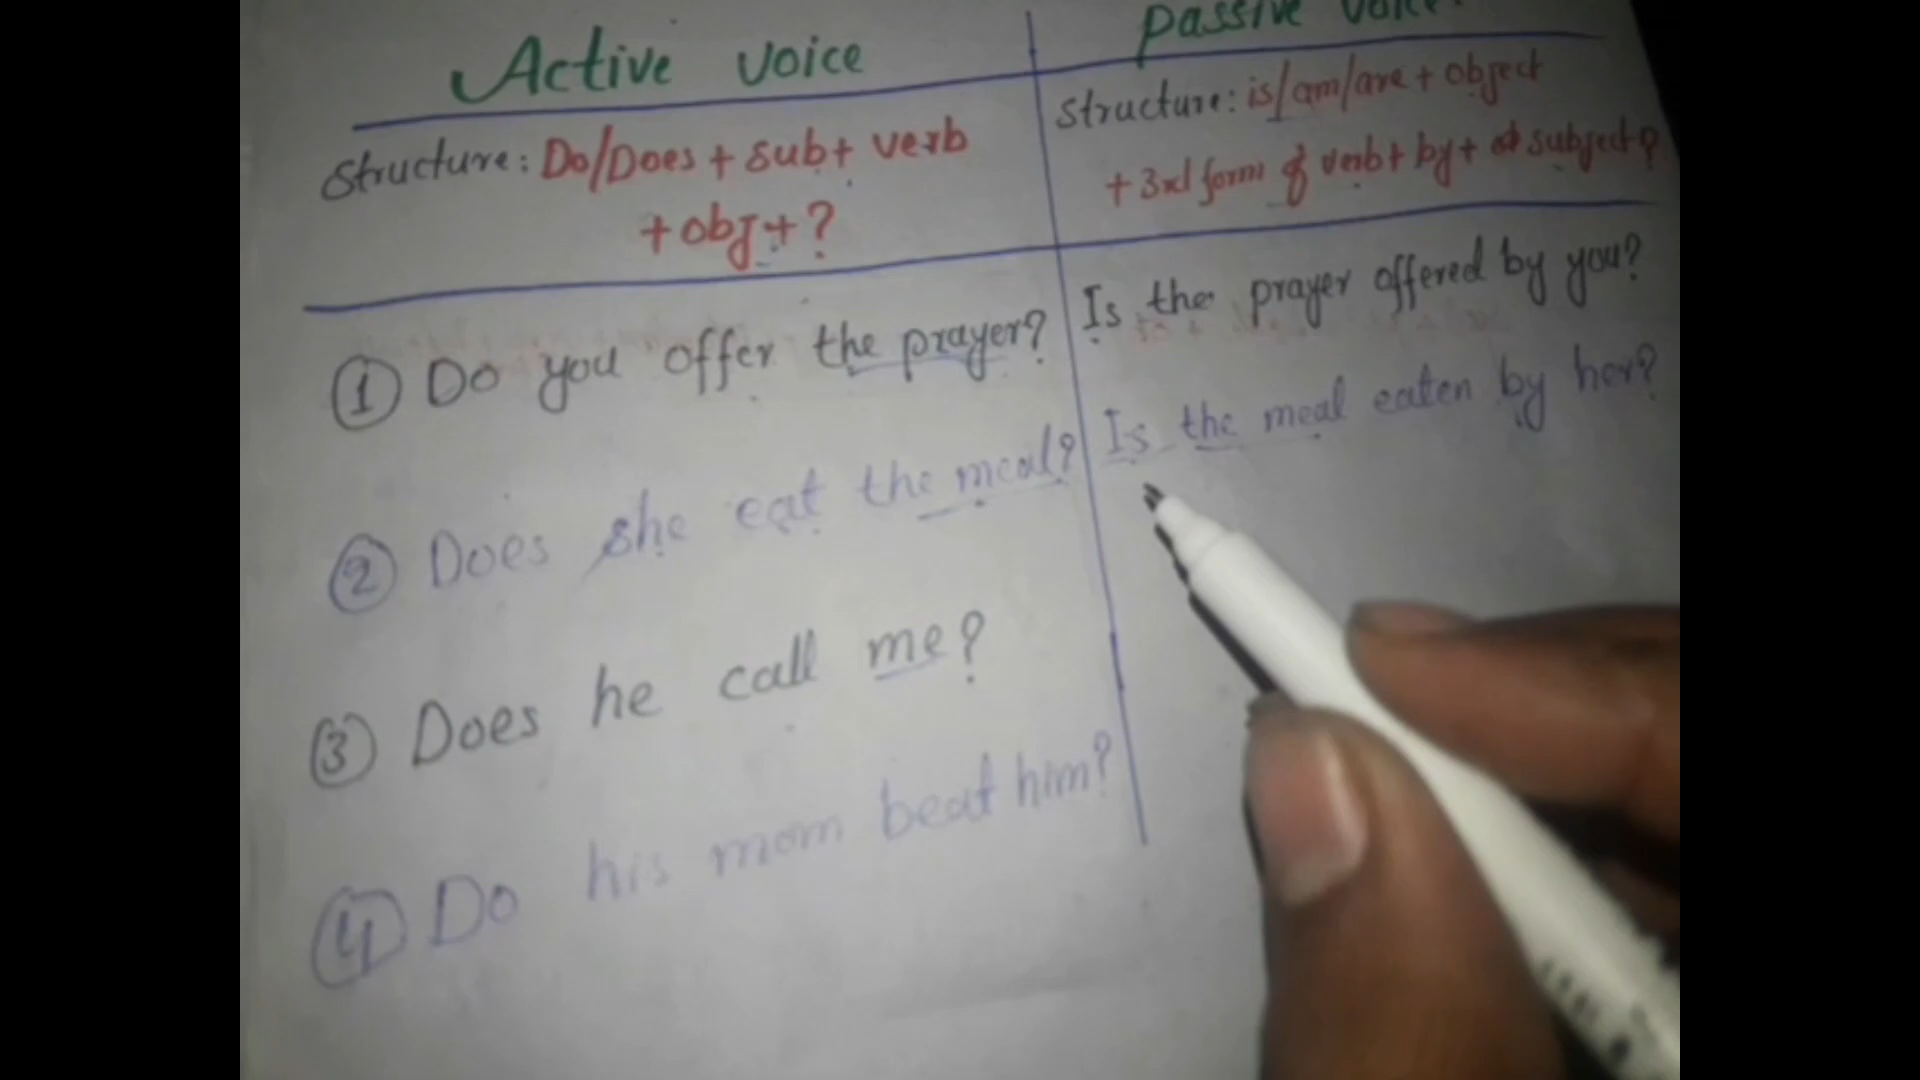 Active voice
Structure: Do/Does + sub + verb
+ obj + ?
① Do you offer the prayer?
② Does she eat the meal?
③ Does he call me?
④ Do his mom beat him?
passive voice.
Structure: is/am/are + object
+ 3rd form of verb + by + subject?
Is the prayer offered by you?
Is the meal eaten by her?